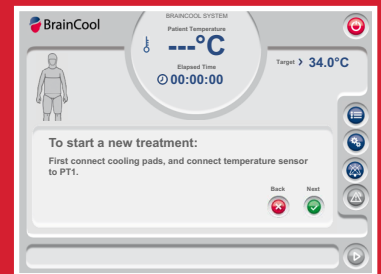 BrainCool
BRAINCOOL SYSTEM
Patient Temperature
---°C
Elapsed Time
00:00:00
Target > 34.0°C
To start a new treatment:
First connect cooling pads, and connect temperature sensor
to PT1.
Back
Next